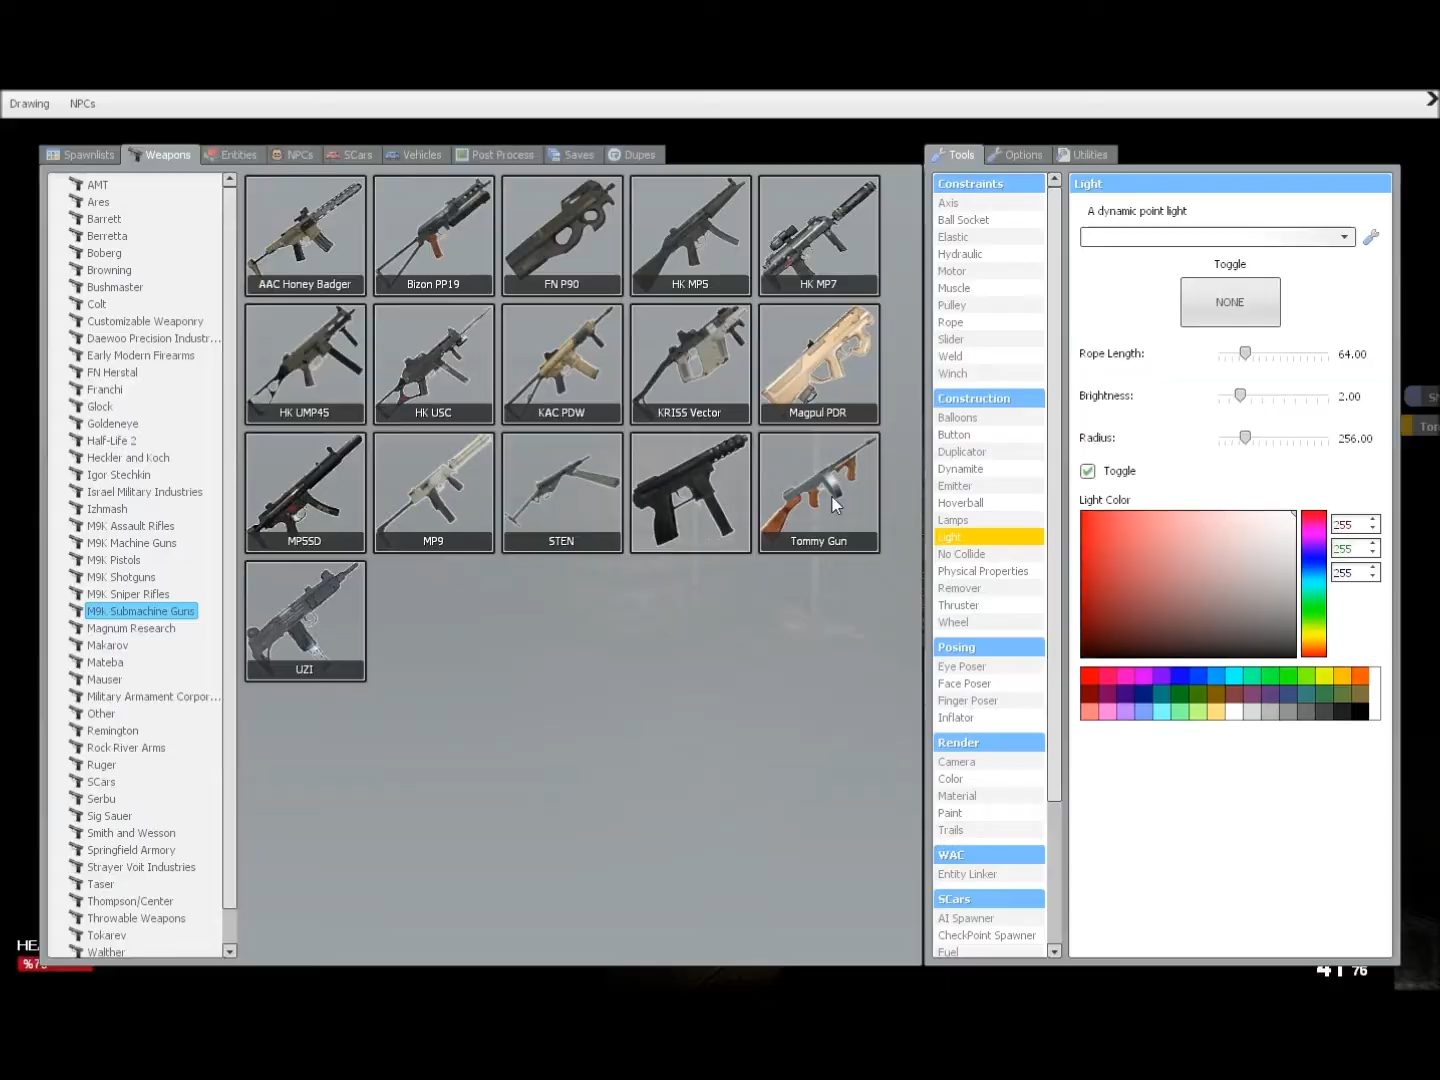 Drawing NPCs
Spawnlists Weapons Entities NPCs SCars Vehicles Post Process Saves Dupes
Tools Options Utilities
AMT
Ares
Barrett
Berretta
Boberg
Browning
Bushmaster
Colt
Customizable Weaponry
Daewoo Precision Industr...
Early Modern Firearms
FN Herstal
Franchi
Glock
Goldeneye
Half-Life 2
Heckler and Koch
Igor Stechkin
Israel Military Industries
Izhmash
M9K Assault Rifles
M9K Machine Guns
M9K Pistols
M9K Shotguns
M9K Sniper Rifles
M9K Submachine Guns
Magnum Research
Makarov
Mateba
Mauser
Military Armament Corpor...
Other
Remington
Rock River Arms
Ruger
SCars
Serbu
Sig Sauer
Smith and Wesson
Springfield Armory
Strayer Voit Industries
Taser
Thompson/Center
Throwable Weapons
Tokarev
Walther
AAC Honey Badger
Bizon PP19
FN P90
HK MP5
HK MP7
HK UMP45
HK USC
KAC PDW
KRISS Vector
Magpul PDR
MP5SD
MP9
STEN
Tommy Gun
UZI
Constraints
Axis
Ball Socket
Elastic
Hydraulic
Motor
Muscle
Pulley
Rope
Slider
Weld
Winch
Construction
Balloons
Button
Duplicator
Dynamite
Emitter
Hoverball
Lamps
Light
No Collide
Physical Properties
Remover
Thruster
Wheel
Posing
Eye Poser
Face Poser
Finger Poser
Inflator
Render
Camera
Color
Material
Paint
Trails
WAC
Entity Linker
SCars
AI Spawner
CheckPoint Spawner
Fuel
Light
A dynamic point light
Toggle
NONE
Rope Length: 64.00
Brightness: 2.00
Radius: 256.00
Toggle
Light Color
255
255
255
76